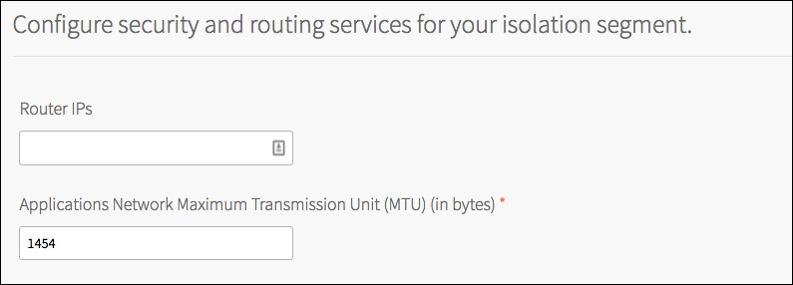 Configure security and routing services for your isolation segment.
Router IPs
Applications Network Maximum Transmission Unit (MTU) (in bytes) *
1454